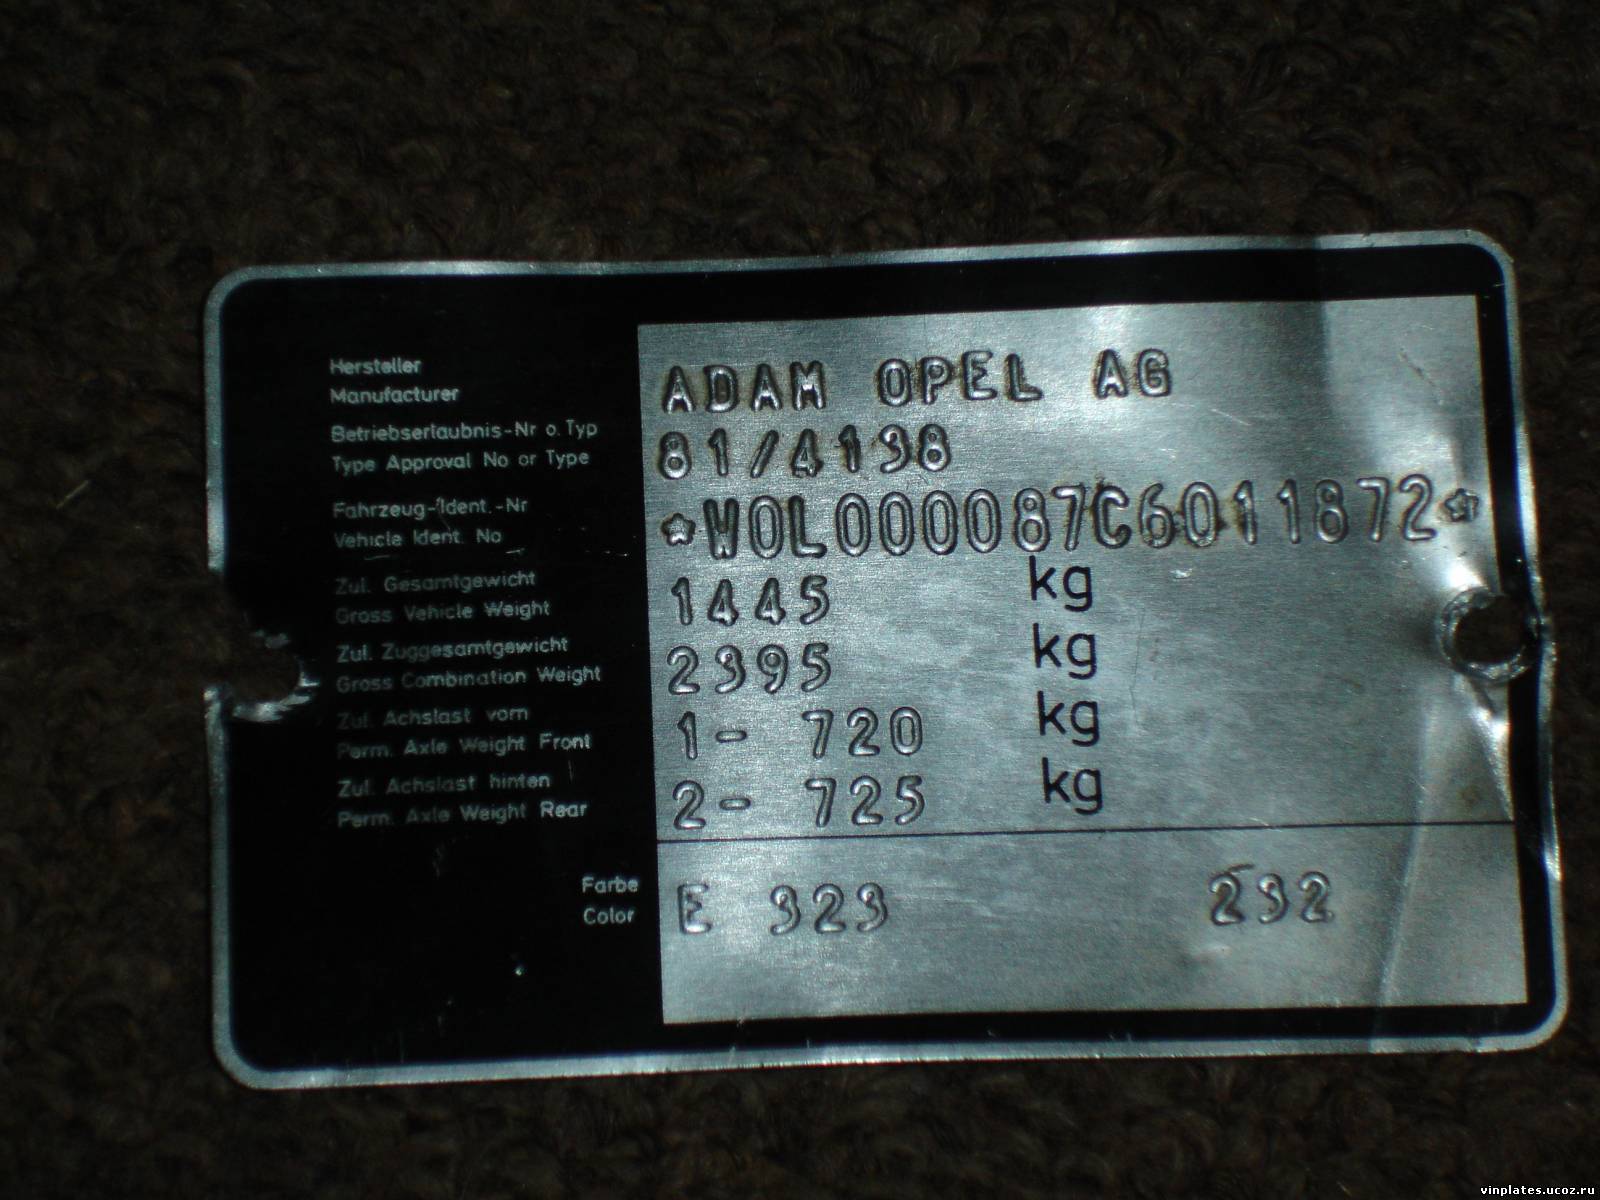 Hersteller
Manufacturer
ADAM OPEL AG
Betriebserlaubnis-Nr o. Typ
Type Approval No or Type
81/4138
Fahrzeug-Ident.-Nr
Vehicle Ident. No
*W0L000087C6011872*
Zul. Gesamtgewicht
Gross Vehicle Weight
1445 kg
Zul. Zuggesamtgewicht
Gross Combination Weight
2395 kg
Zul. Achslast vorn
Perm. Axle Weight Front
1- 720 kg
Zul. Achslast hinten
Perm. Axle Weight Rear
2- 725 kg
Farbe
Color
E 323 232
vinplates.ucoz.ru